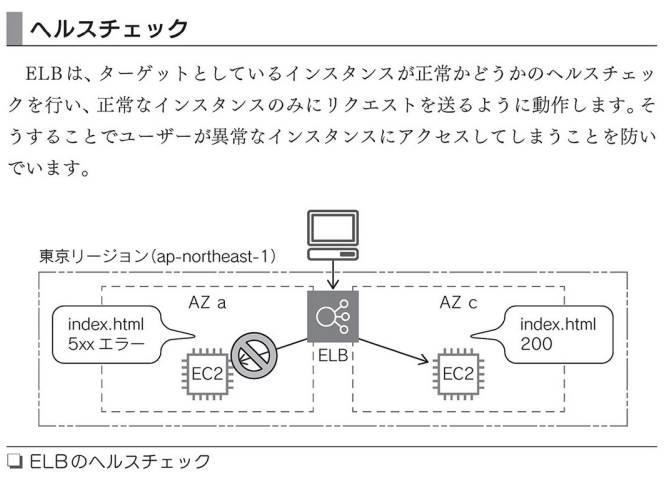 ヘルスチェック
ELBは、ターゲットとしているインスタンスが正常かどうかのヘルスチェッ
クを行い、正常なインスタンスのみにリクエストを送るように動作します。そ
うすることでユーザーが異常なインスタンスにアクセスしてしまうことを防い
でいます。
東京リージョン(ap-northeast-1)
AZ a
AZ c
index.html
5xx エラー
index.html
200
ELB
EC2
EC2
❏ ELBのヘルスチェック